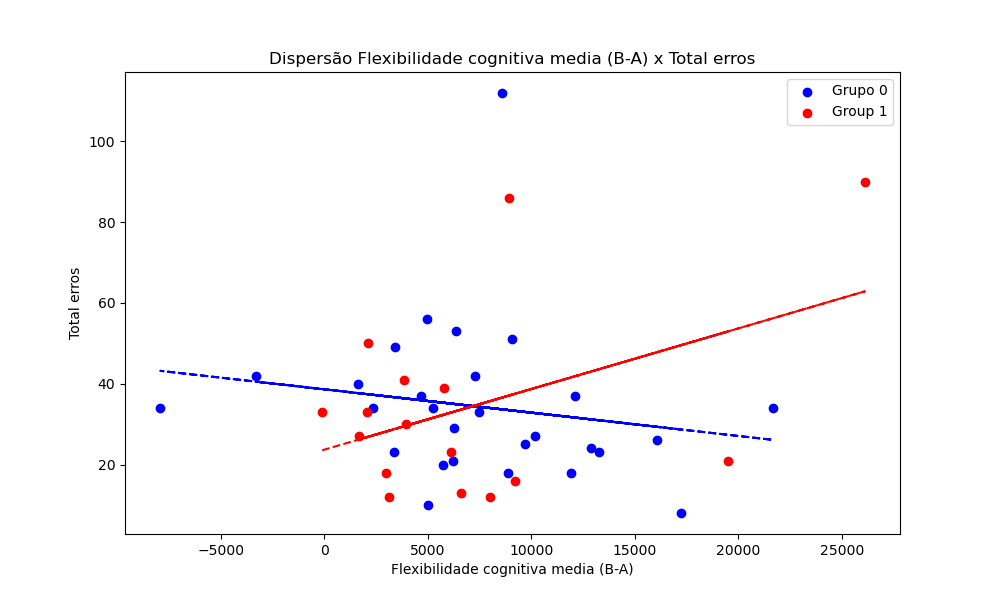 Dispersão Flexibilidade cognitiva media (B-A) x Total erros
Grupo 0
Group 1
Total erros
100
80
60
40
20
−5000
0
5000
10000
15000
20000
25000
Flexibilidade cognitiva media (B-A)